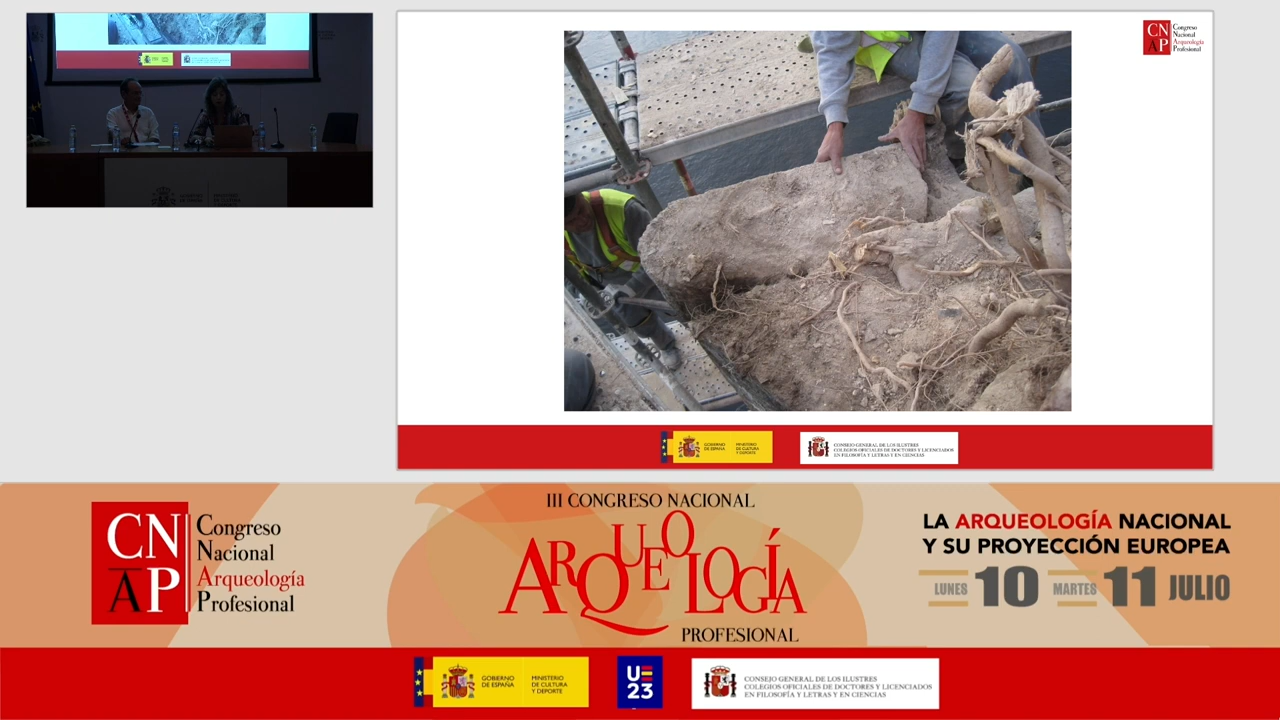 CN
AP
Congreso
Nacional
Arqueología
Profesional
GOBIERNO
DE ESPAÑA
MINISTERIO
DE CULTURA
Y DEPORTE
CONSEJO GENERAL DE LOS ILUSTRES
COLEGIOS OFICIALES DE DOCTORES Y LICENCIADOS
EN FILOSOFÍA Y LETRAS Y EN CIENCIAS
CN
AP
Congreso
Nacional
Arqueología
Profesional
III CONGRESO NACIONAL
ARQUEOLOGÍA
PROFESIONAL
LA ARQUEOLOGÍA NACIONAL
Y SU PROYECCIÓN EUROPEA
LUNES 10 MARTES 11 JULIO
GOBIERNO
DE ESPAÑA
MINISTERIO
DE CULTURA
Y DEPORTE
UE
23
CONSEJO GENERAL DE LOS ILUSTRES
COLEGIOS OFICIALES DE DOCTORES Y LICENCIADOS
EN FILOSOFÍA Y LETRAS Y EN CIENCIAS